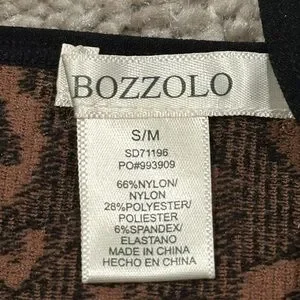 BOZZOLO
S/M
SD71196
PO#993909
66%NYLON/
NYLON
28%POLYESTER/
POLIESTER
6%SPANDEX/
ELASTANO
MADE IN CHINA
HECHO EN CHINA